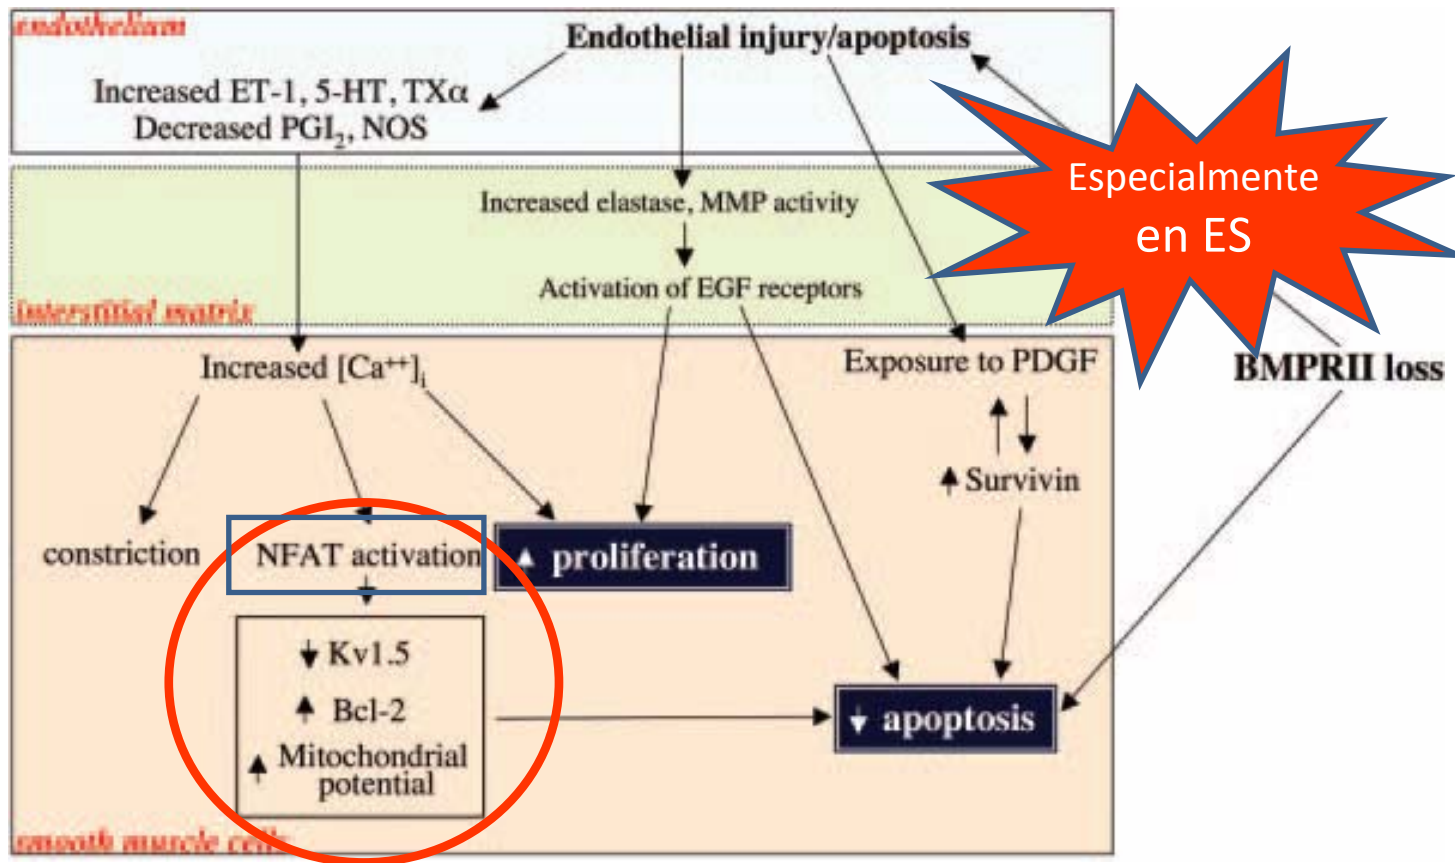 endothelium
Endothelial injury/apoptosis
Increased ET-1, 5-HT, TXα
Decreased PGI₂, NOS
Especialmente
en ES
Increased elastase, MMP activity
Activation of EGF receptors
interstitial matrix
Increased [Ca⁺⁺]ᵢ
Exposure to PDGF
BMPRII loss
Survivin
constriction
NFAT activation
proliferation
Kv1.5
Bcl-2
Mitochondrial
potential
apoptosis
smooth muscle cells